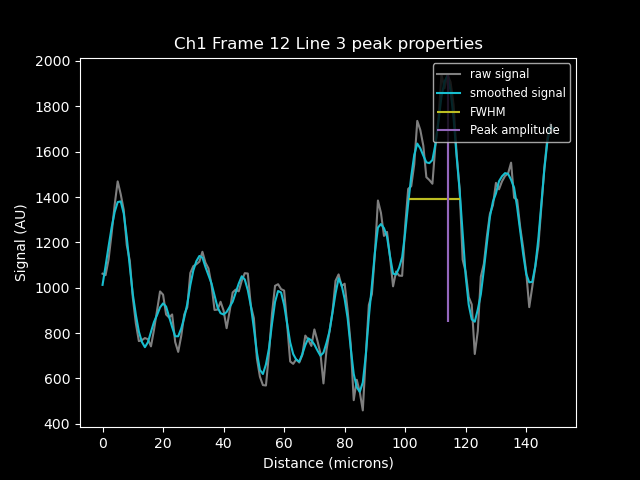 Ch1 Frame 12 Line 3 peak properties
raw signal
smoothed signal
FWHM
Peak amplitude
Signal (AU)
2000
1800
1600
1400
1200
1000
800
600
400
0 20 40 60 80 100 120 140
Distance (microns)